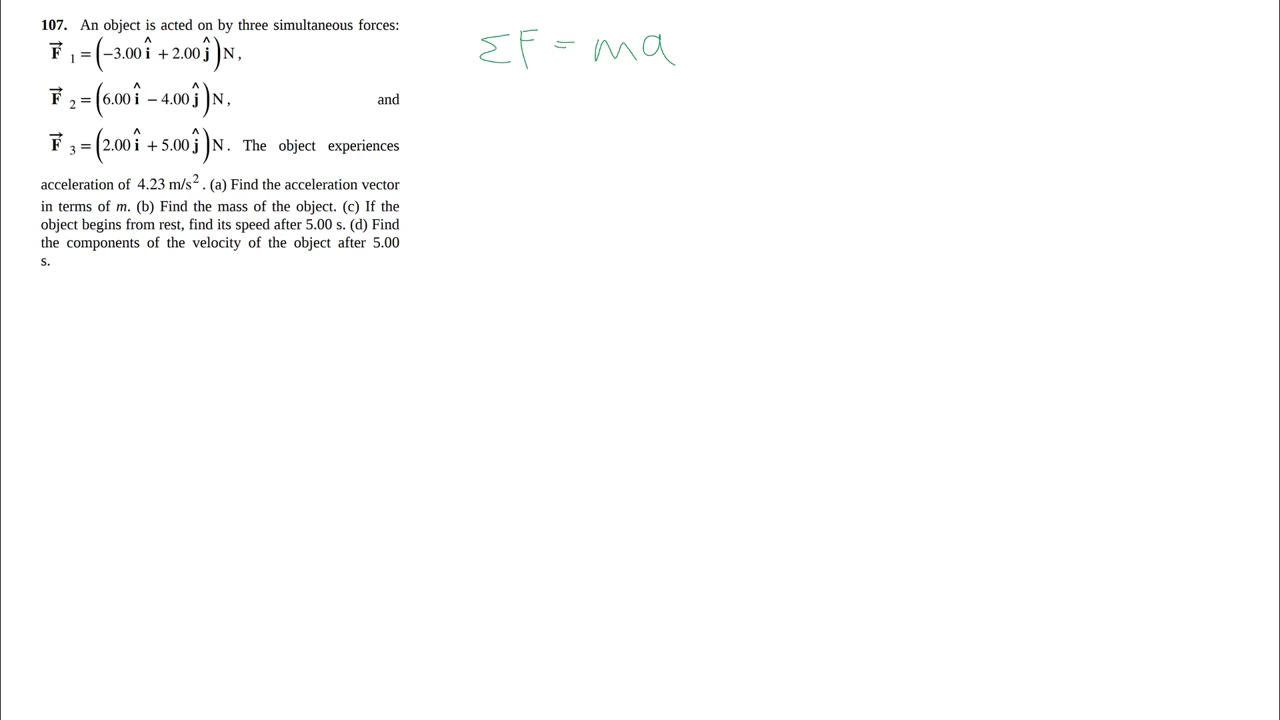 107. An object is acted on by three simultaneous forces:
F⃗ ₁ = (−3.00 î + 2.00 ĵ) N,
F⃗ ₂ = (6.00 î − 4.00 ĵ) N, and
F⃗ ₃ = (2.00 î + 5.00 ĵ) N. The object experiences
acceleration of 4.23 m/s². (a) Find the acceleration vector
in terms of m. (b) Find the mass of the object. (c) If the
object begins from rest, find its speed after 5.00 s. (d) Find
the components of the velocity of the object after 5.00
s.
ΣF = ma